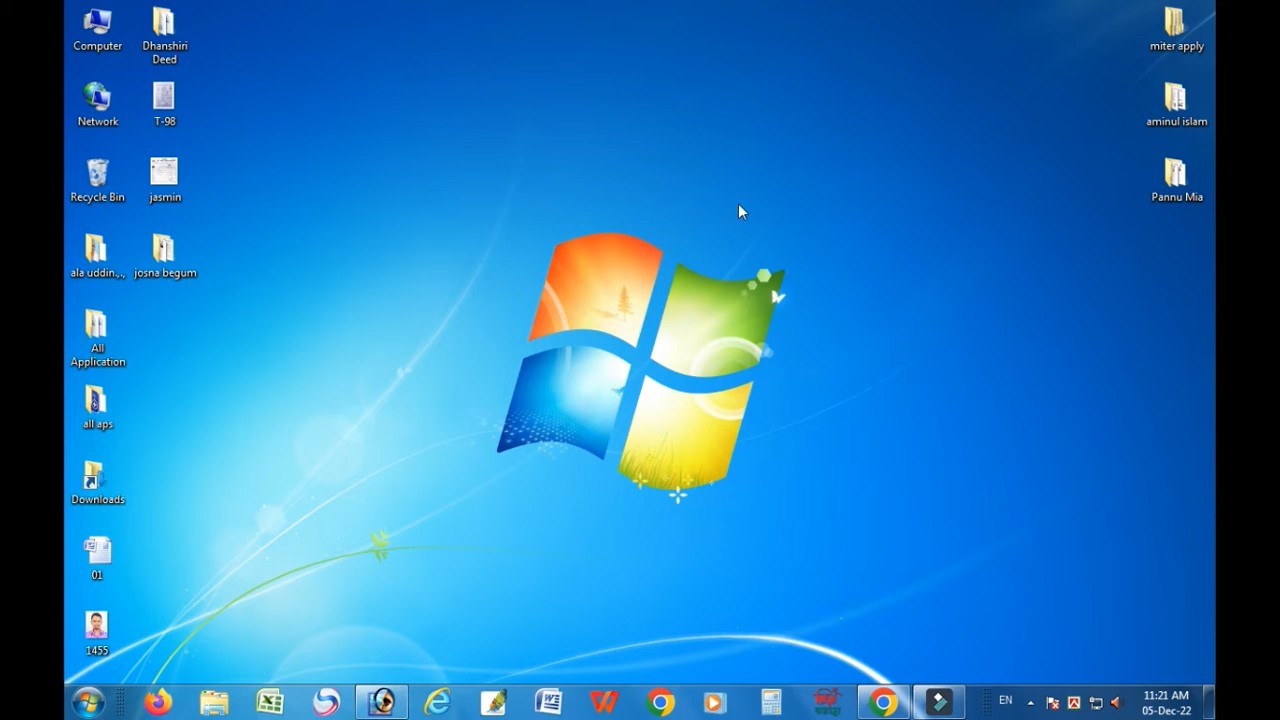 Computer
Dhanshiri
Deed
miter apply
Network
T-98
aminul islam
Recycle Bin
jasmin
Pannu Mia
ala uddin.,.,
josna begum
All
Application
all aps
Downloads
01
1455
EN
11:21 AM
05-Dec-22